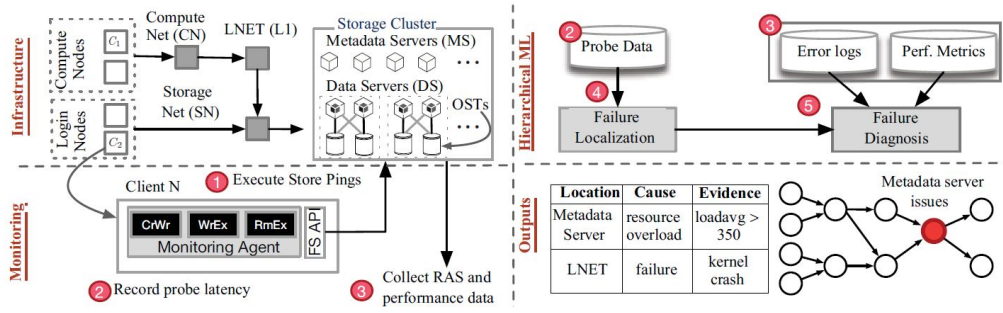 Infrastructure
Compute
Nodes
C1
Login
Nodes
C2
Compute
Net (CN)
LNET (L1)
Storage
Net (SN)
Storage Cluster
Metadata Servers (MS)
...
Data Servers (DS)
OSTs
...
Monitoring
Client N
1 Execute Store Pings
CrWr
WrEx
RmEx
Monitoring Agent
FS API
2 Record probe latency
3 Collect RAS and
performance data
Hierarchical ML
2
Probe Data
3
Error logs
Perf. Metrics
4
Failure
Localization
5
Failure
Diagnosis
Outputs
Location Cause Evidence
Metadata resource loadavg >
Server overload 350
LNET failure kernel
crash
Metadata server
issues